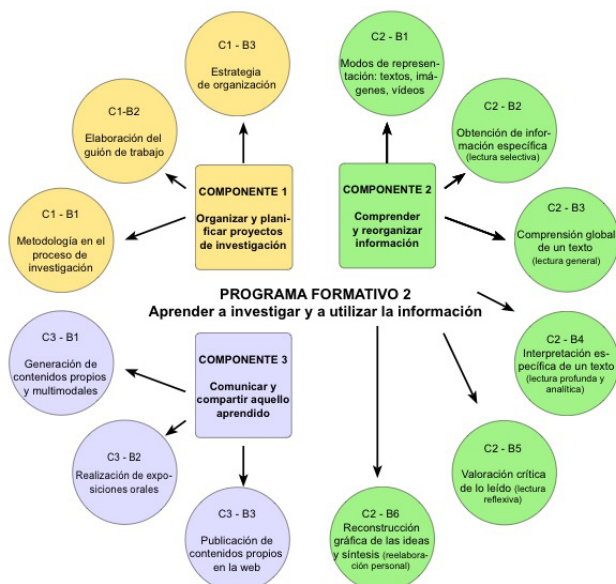 C1 - B3
Estrategia
de organización
C2 - B1
Modos de represen-
tación: textos, imá-
genes, vídeos
C1-B2
Elaboración del
guión de trabajo
C2 - B2
Obtención de infor-
mación específica
(lectura selectiva)
C1 - B1
Metodología en el
proceso de
investigación
COMPONENTE 1
Organizar y plani-
ficar proyectos
de investigación
COMPONENTE 2
Comprender
y reorganizar
información
C2 - B3
Comprensión global
de un texto
(lectura general)
PROGRAMA FORMATIVO 2
Aprender a investigar y a utilizar la información
C3 - B1
Generación de
contenidos propios
y multimodales
COMPONENTE 3
Comunicar y
compartir aquello
aprendido
C2 - B4
Interpretación es-
pecífica de un texto
(lectura profunda y
analítica)
C3 - B2
Realización de expo-
siciones orales
C2 - B5
Valoración crítica
de lo leído (lectura
reflexiva)
C3 - B3
Publicación de
contenidos propios
en la web
C2 - B6
Reconstrucción
gráfica de las ideas
y síntesis (reelabo-
ración personal)